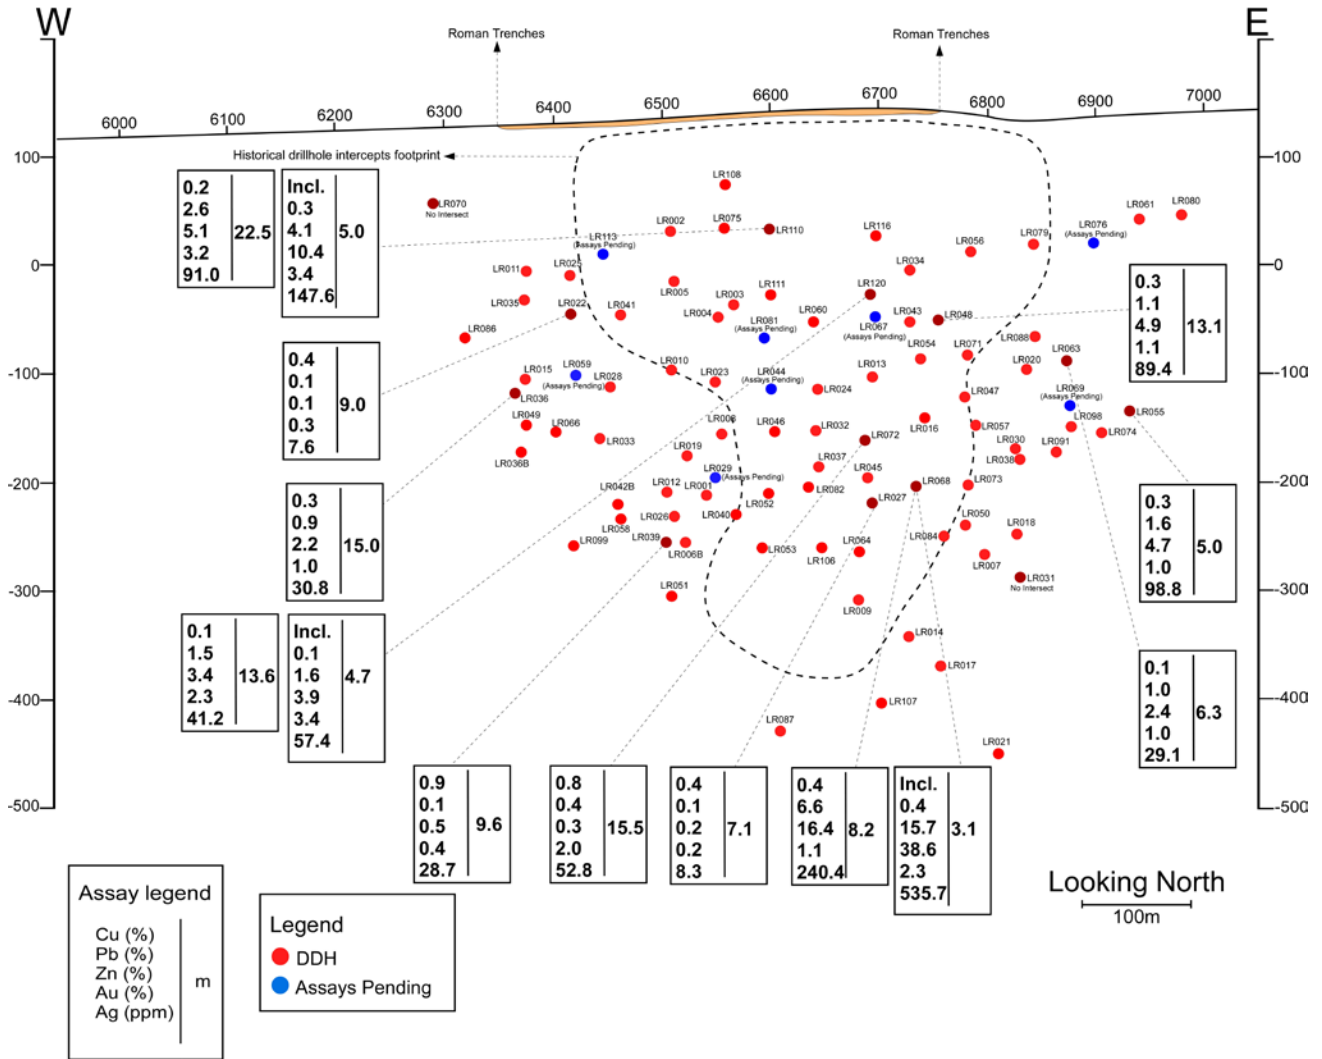 W
E
Roman Trenches
Roman Trenches
6000
6100
6200
6300
6400
6500
6600
6700
6800
6900
7000
100
0
-100
-200
-300
-400
-500
100
0
-100
-200
-300
-400
-500
Historical drillhole intercepts footprint
LR108
LR070
No Intersect
LR002
LR075
LR110
LR116
LR113
(Assays Pending)
LR076
(Assays Pending)
LR061
LR080
LR079
LR056
LR034
LR011
LR025
LR005
LR003
LR111
LR120
LR035
LR022
LR041
LR004
LR081
(Assays Pending)
LR060
LR067
(Assays Pending)
LR043
LR048
LR086
LR054
LR071
LR088
LR063
LR020
LR015
LR059
(Assays Pending)
LR028
LR010
LR023
LR044
(Assays Pending)
LR024
LR013
LR036
LR047
LR069
(Assays Pending)
LR055
LR049
LR066
LR033
LR008
LR046
LR032
LR072
LR016
LR057
LR098
LR074
LR036B
LR019
LR037
LR030
LR038
LR091
LR029
(Assays Pending)
LR045
LR068
LR073
LR042B
LR012
LR001
LR052
LR082
LR027
LR058
LR026
LR040
LR050
LR018
LR099
LR039
LR006B
LR053
LR106
LR064
LR084
LR007
LR051
LR009
LR031
No Intersect
LR014
LR017
LR107
LR087
LR021
0.2
2.6
5.1
3.2
91.0
22.5
Incl.
0.3
4.1
10.4
3.4
147.6
5.0
0.4
0.1
0.1
0.3
7.6
9.0
0.3
0.9
2.2
1.0
30.8
15.0
0.1
1.5
3.4
2.3
41.2
13.6
Incl.
0.1
1.6
3.9
3.4
57.4
4.7
0.9
0.1
0.5
0.4
28.7
9.6
0.8
0.4
0.3
2.0
52.8
15.5
0.4
0.1
0.2
0.2
8.3
7.1
0.4
6.6
16.4
1.1
240.4
8.2
Incl.
0.4
15.7
38.6
2.3
535.7
3.1
0.3
1.1
4.9
1.1
89.4
13.1
0.3
1.6
4.7
1.0
98.8
5.0
0.1
1.0
2.4
1.0
29.1
6.3
Assay legend
Cu (%)
Pb (%)
Zn (%)
Au (%)
Ag (ppm)
m
Legend
DDH
Assays Pending
Looking North
100m